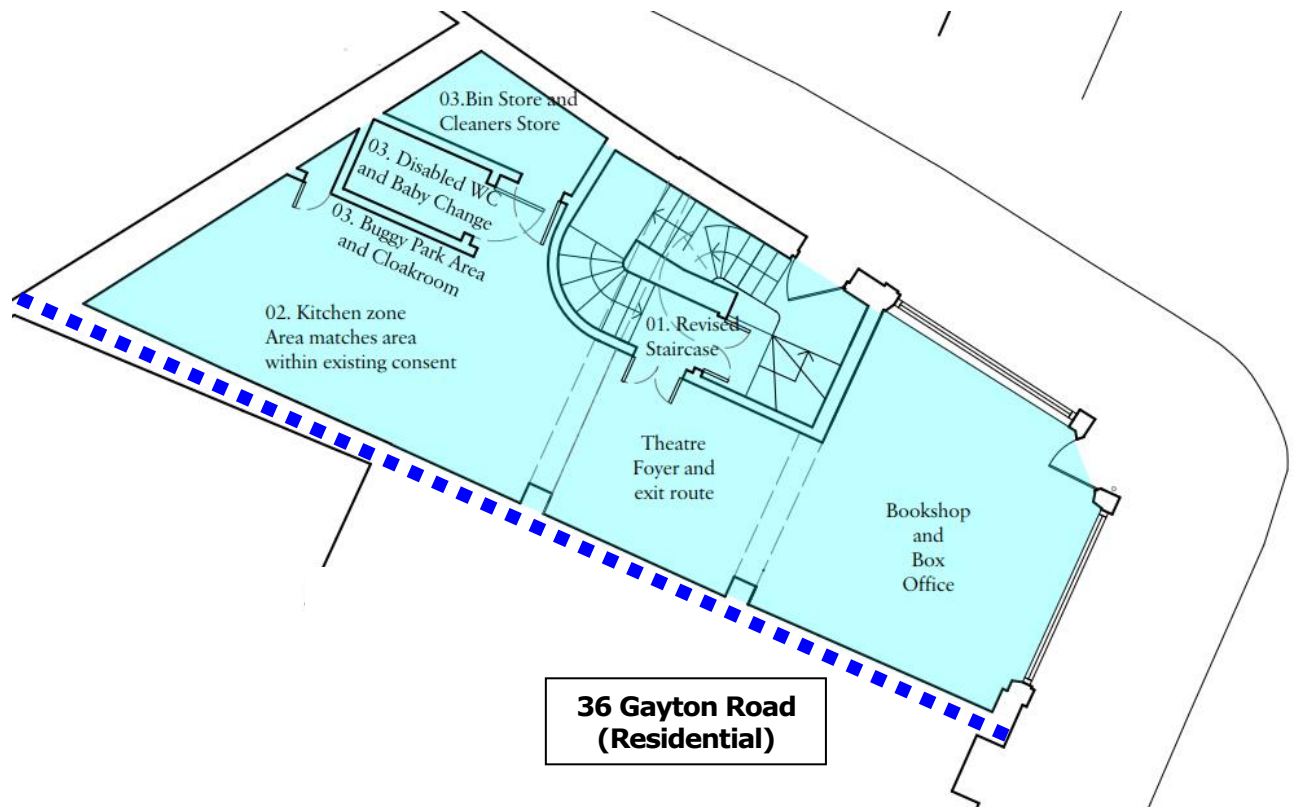 03.Bin Store and
Cleaners Store
03. Disabled WC
and Baby Change
03. Buggy Park Area
and Cloakroom
02. Kitchen zone
Area matches area
within existing consent
01. Revised
Staircase
Theatre
Foyer and
exit route
Bookshop
and
Box
Office
36 Gayton Road
(Residential)